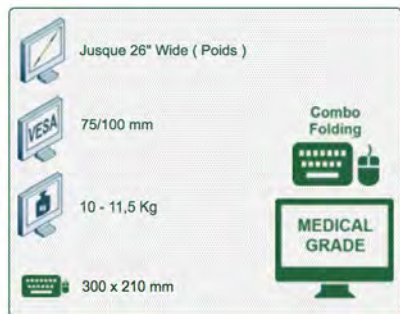 Jusque 26" Wide ( Poids )
VESA
75/100 mm
10 - 11,5 Kg
300 x 210 mm
Combo
Folding
MEDICAL
GRADE